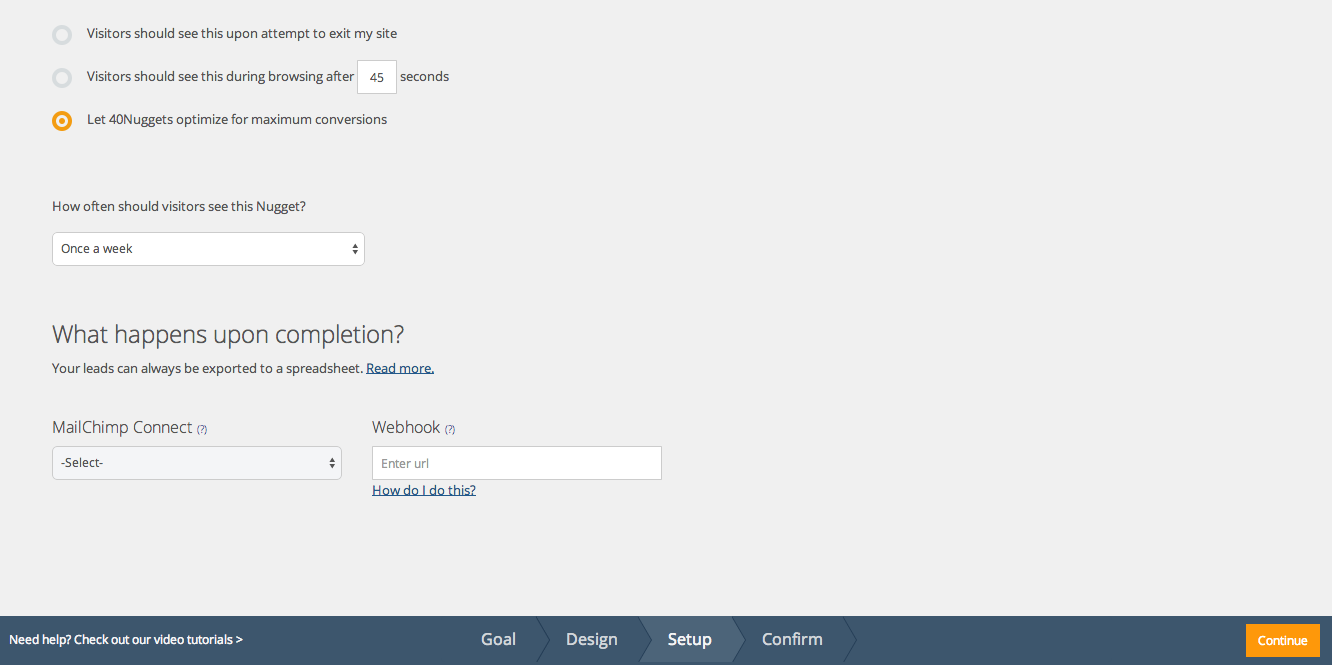 Visitors should see this upon attempt to exit my site
Visitors should see this during browsing after 45 seconds
Let 40Nuggets optimize for maximum conversions
How often should visitors see this Nugget?
Once a week
What happens upon completion?
Your leads can always be exported to a spreadsheet. Read more.
MailChimp Connect (?)
-Select-
Webhook (?)
Enter url
How do I do this?
Need help? Check out our video tutorials >
Goal
Design
Setup
Confirm
Continue